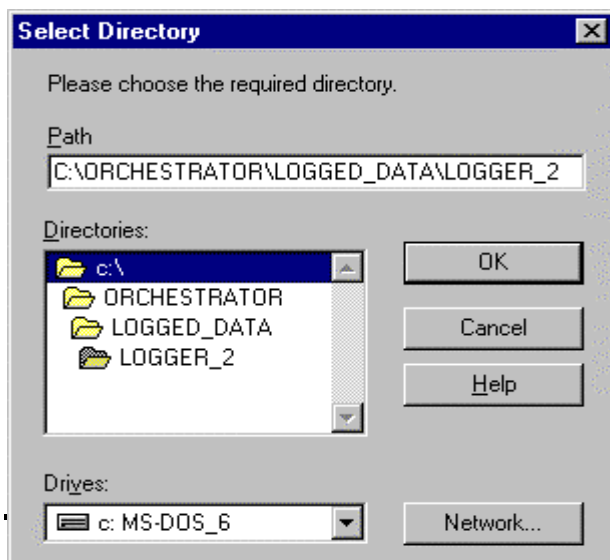 Select Directory
Please choose the required directory.
Path
C:\ORCHESTRATOR\LOGGED_DATA\LOGGER_2
Directories:
c:\
OK
ORCHESTRATOR
LOGGED_DATA
Cancel
LOGGER_2
Help
Drives:
c: MS-DOS_6
Network...